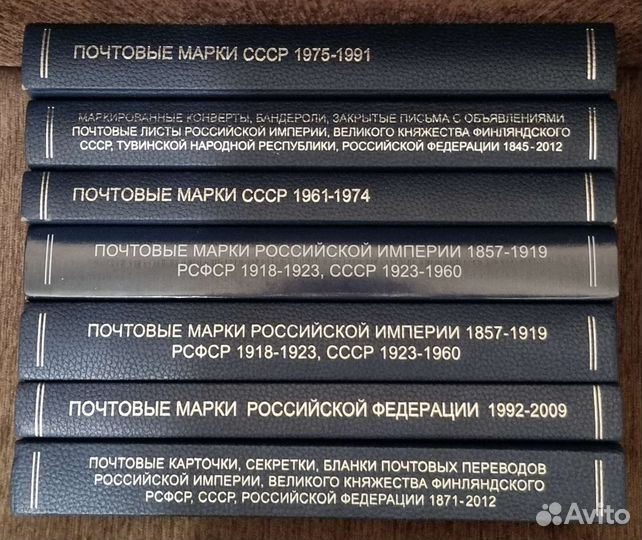 ПОЧТОВЫЕ МАРКИ СССР 1975-1991
МАРКИРОВАННЫЕ КОНВЕРТЫ, БАНДЕРОЛИ, ЗАКРЫТЫЕ ПИСЬМА С ОБЪЯВЛЕНИЯМИ
ПОЧТОВЫЕ ЛИСТЫ РОССИЙСКОЙ ИМПЕРИИ, ВЕЛИКОГО КНЯЖЕСТВА ФИНЛЯНДСКОГО
СССР, ТУВИНСКОЙ НАРОДНОЙ РЕСПУБЛИКИ, РОССИЙСКОЙ ФЕДЕРАЦИИ 1845-2012
ПОЧТОВЫЕ МАРКИ СССР 1961-1974
ПОЧТОВЫЕ МАРКИ РОССИЙСКОЙ ИМПЕРИИ 1857-1919
РСФСР 1918-1923, СССР 1923-1960
ПОЧТОВЫЕ МАРКИ РОССИЙСКОЙ ИМПЕРИИ 1857-1919
РСФСР 1918-1923, СССР 1923-1960
ПОЧТОВЫЕ МАРКИ РОССИЙСКОЙ ФЕДЕРАЦИИ 1992-2009
ПОЧТОВЫЕ КАРТОЧКИ, СЕКРЕТКИ, БЛАНКИ ПОЧТОВЫХ ПЕРЕВОДОВ
РОССИЙСКОЙ ИМПЕРИИ, ВЕЛИКОГО КНЯЖЕСТВА ФИНЛЯНДСКОГО
РСФСР, СССР, РОССИЙСКОЙ ФЕДЕРАЦИИ 1871-2012
Avito